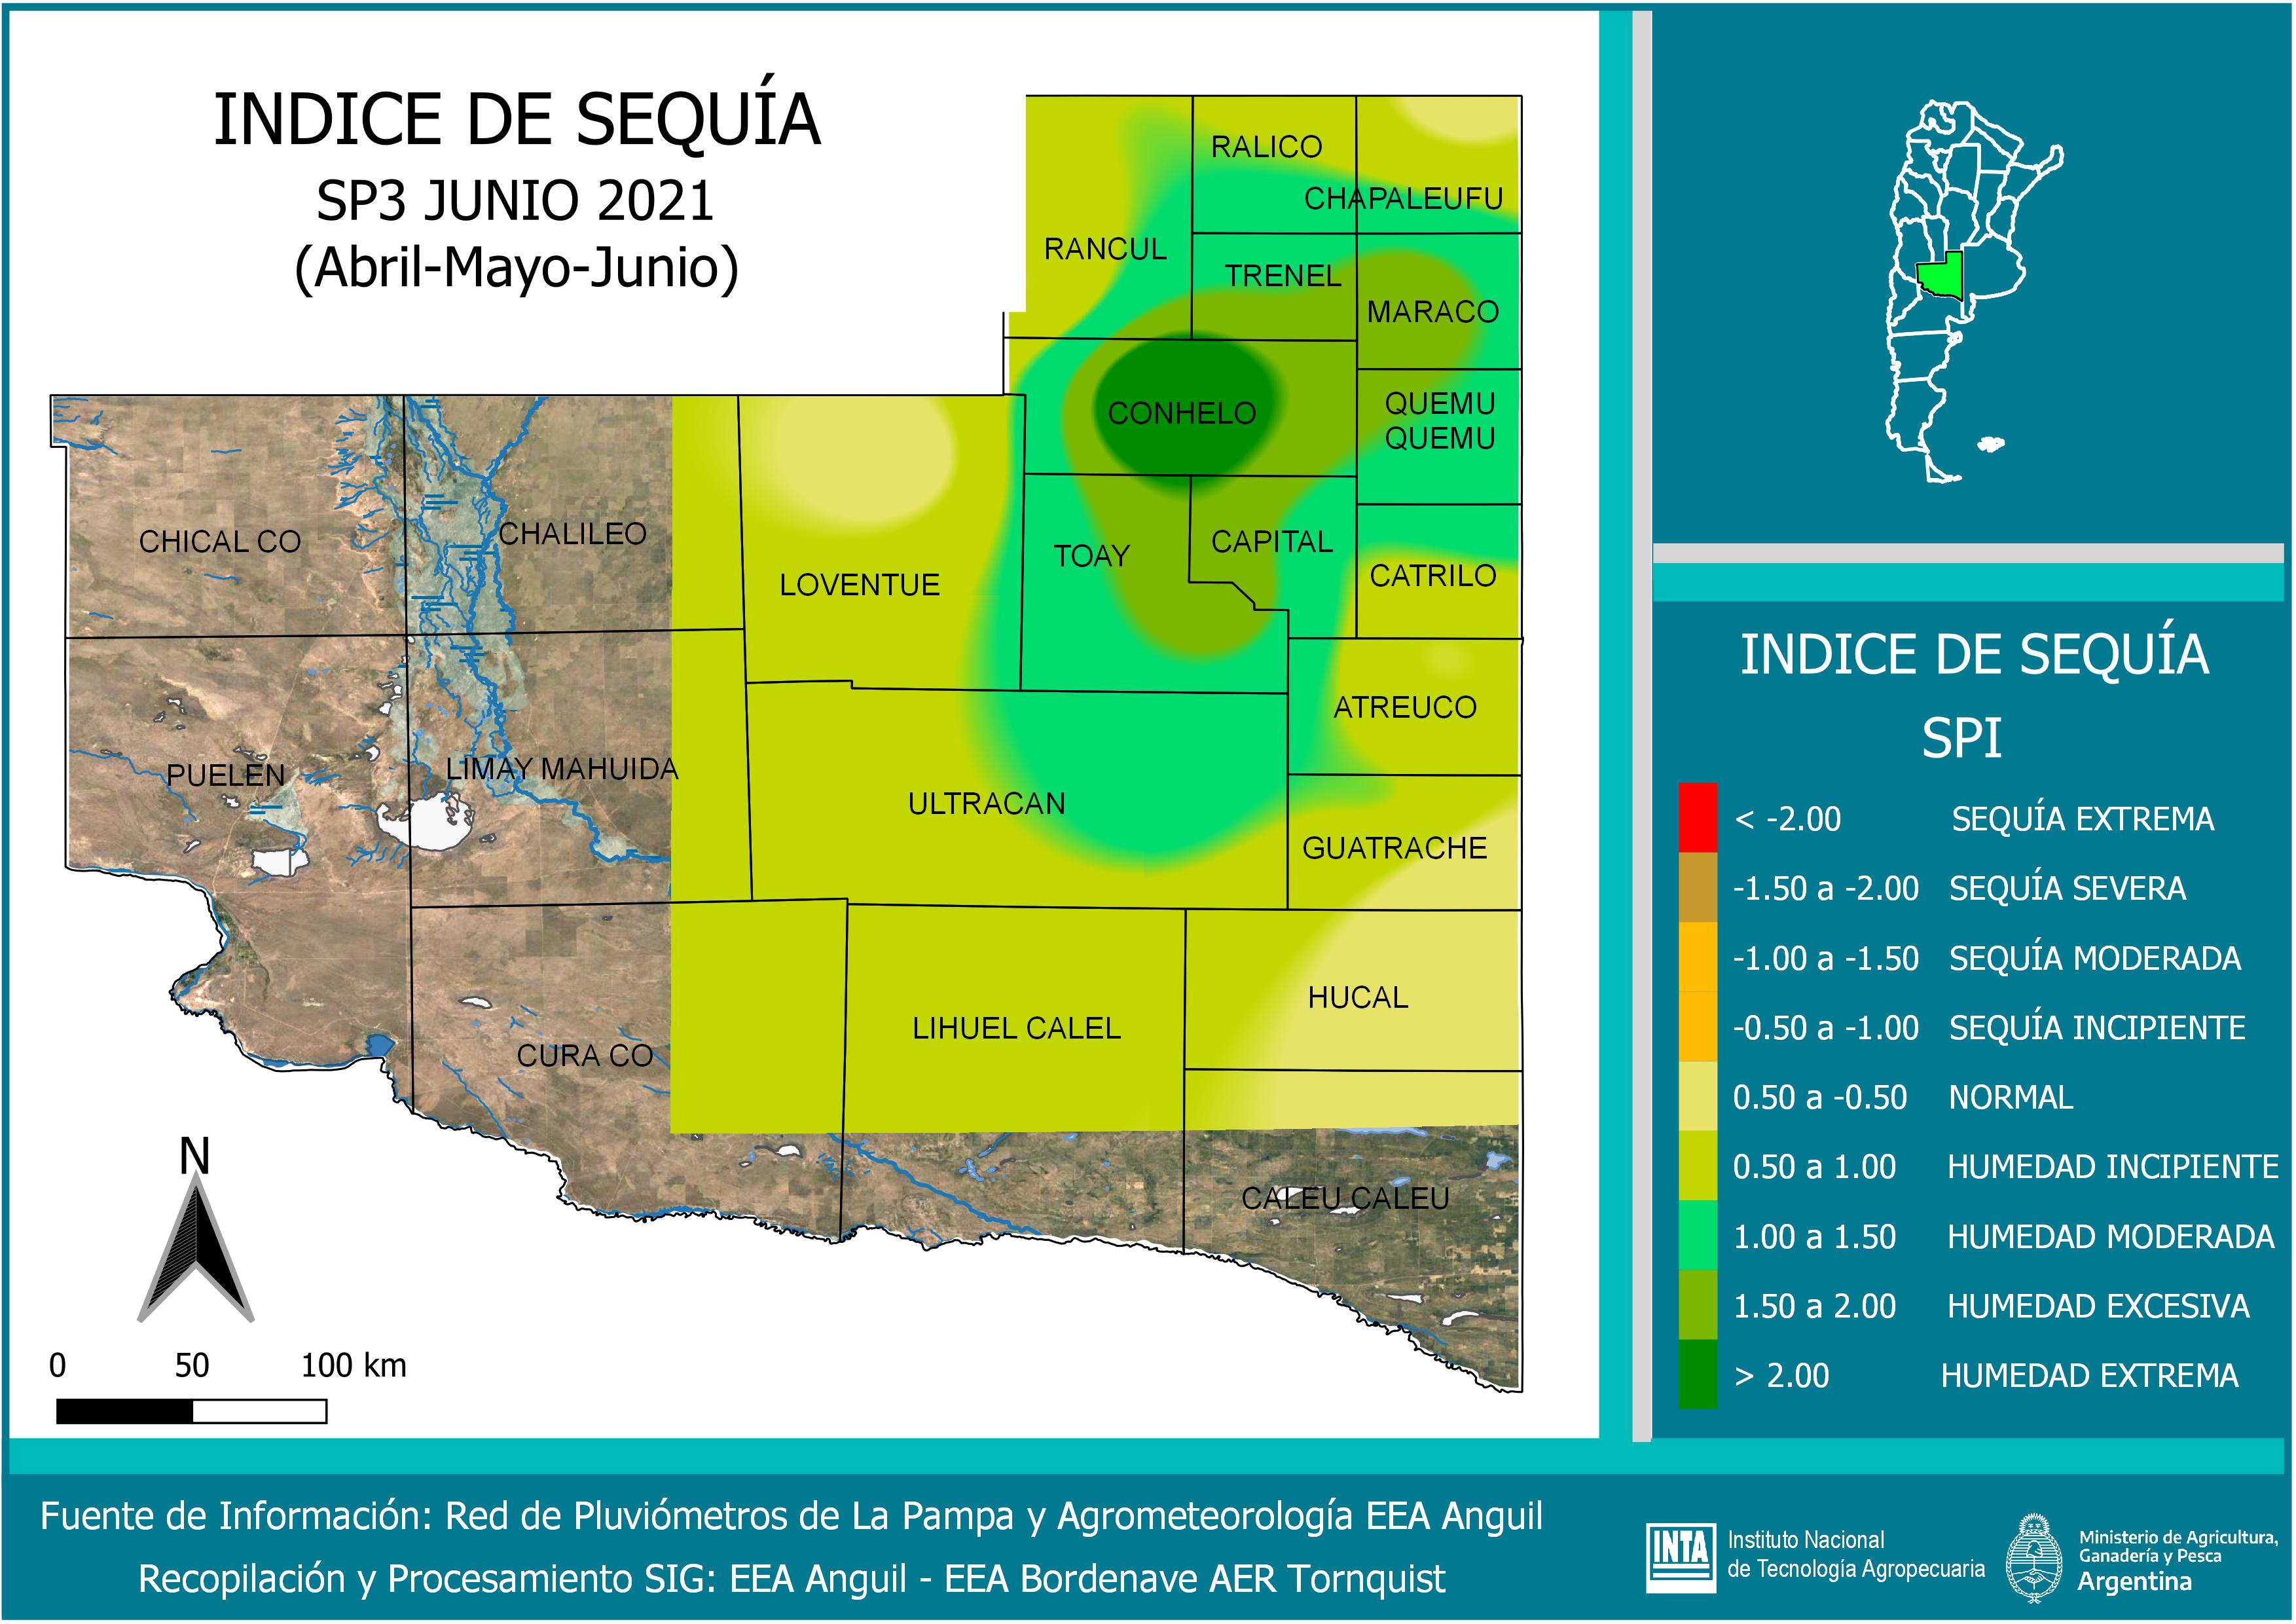 INDICE DE SEQUÍA
SP3 JUNIO 2021
(Abril-Mayo-Junio)
RALICO
CHAPALEUFU
RANCUL
TRENEL
MARACO
CONHELO
QUEMU
QUEMU
CHICAL CO
CHALILEO
LOVENTUE
TOAY
CAPITAL
CATRILO
PUELEN
LIMAY MAHUIDA
ULTRACAN
ATREUCO
GUATRACHE
CURA CO
LIHUEL CALEL
HUCAL
CALEU CALEU
N
0 50 100 km
INDICE DE SEQUÍA
SPI
< -2.00 SEQUÍA EXTREMA
-1.50 a -2.00 SEQUÍA SEVERA
-1.00 a -1.50 SEQUÍA MODERADA
-0.50 a -1.00 SEQUÍA INCIPIENTE
0.50 a -0.50 NORMAL
0.50 a 1.00 HUMEDAD INCIPIENTE
1.00 a 1.50 HUMEDAD MODERADA
1.50 a 2.00 HUMEDAD EXCESIVA
> 2.00 HUMEDAD EXTREMA
Fuente de Información: Red de Pluviómetros de La Pampa y Agrometeorología EEA Anguil
Recopilación y Procesamiento SIG: EEA Anguil - EEA Bordenave AER Tornquist
INTA
Instituto Nacional
de Tecnología Agropecuaria
Ministerio de Agricultura,
Ganadería y Pesca
Argentina